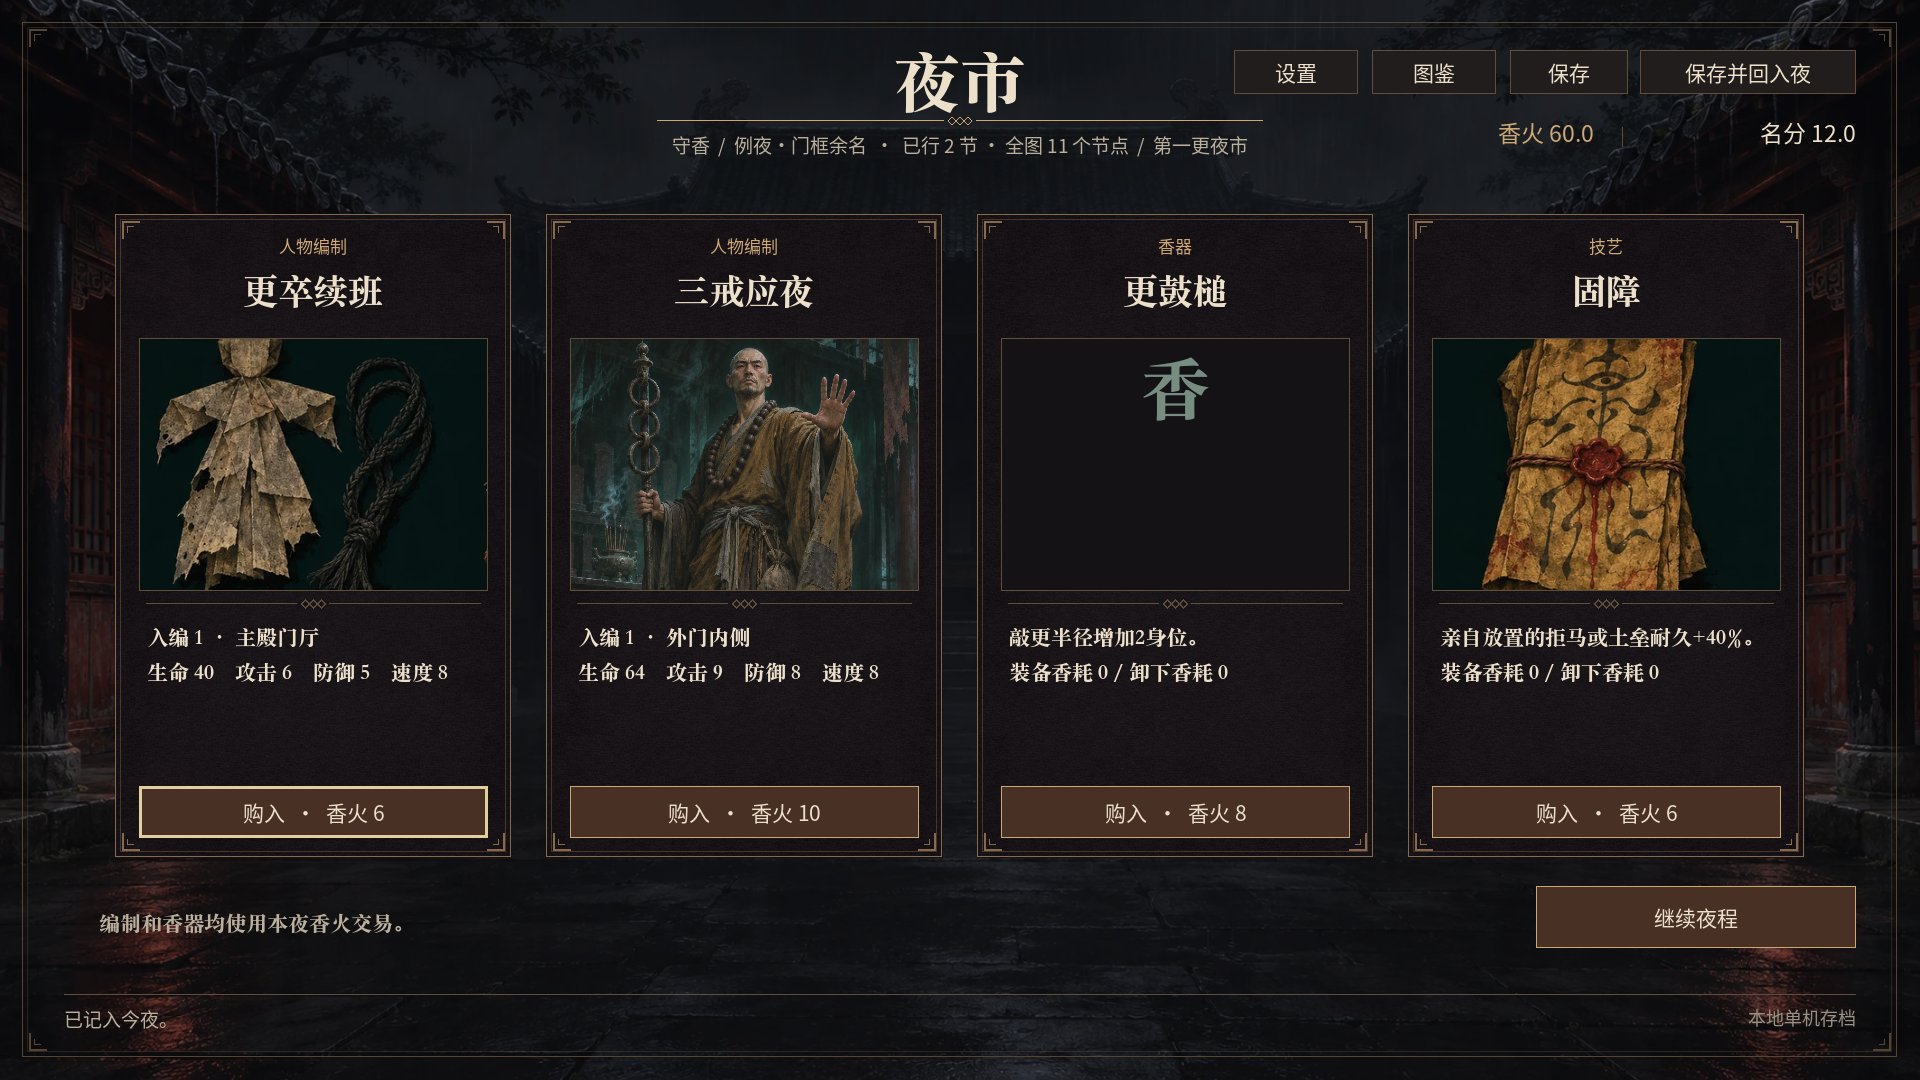 夜市
设置
图鉴
保存
保存并回入夜
香火 60.0
名分 12.0
守香 / 例夜·门框余名 · 已行 2 节 · 全图 11 个节点 / 第一更夜市
人物编制
更卒续班
入编 1 · 主殿门厅
生命 40 攻击 6 防御 5 速度 8
购入 · 香火 6
人物编制
三戒应夜
入编 1 · 外门内侧
生命 64 攻击 9 防御 8 速度 8
购入 · 香火 10
香器
更鼓槌
香
敲更半径增加2身位。
装备香耗 0 / 卸下香耗 0
购入 · 香火 8
技艺
固障
亲自放置的拒马或土垒耐久+40%。
装备香耗 0 / 卸下香耗 0
购入 · 香火 6
编制和香器均使用本夜香火交易。
继续夜程
已记入今夜。
本地单机存档